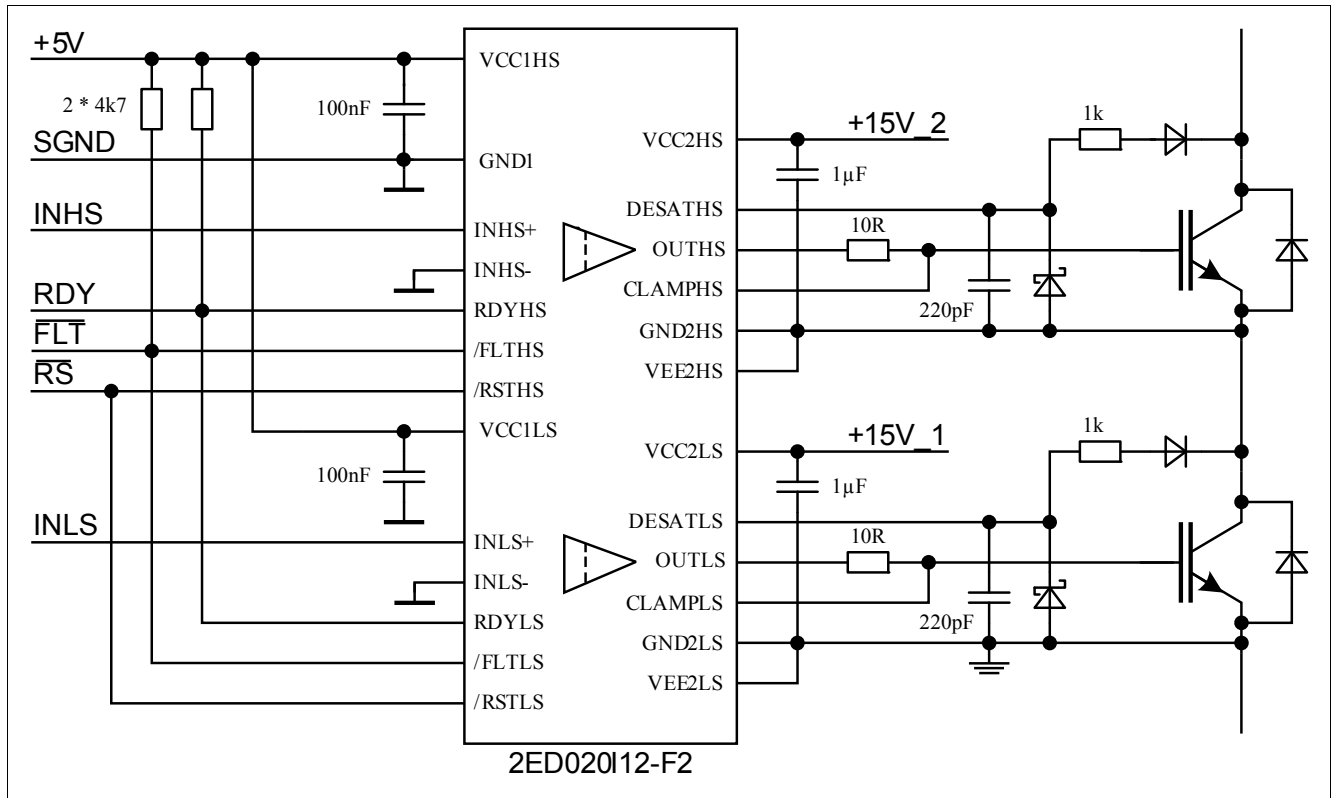 +5V
2 * 4k7
100nF
SGND
INHS
RDY
FLT
RS
100nF
INLS
VCC1HS
GND1
INHS+
INHS-
RDYHS
/FLTHS
/RSTHS
VCC1LS
INLS+
INLS-
RDYLS
/FLTLS
/RSTLS
VCC2HS
DESATHS
OUTHS
CLAMPHS
GND2HS
VEE2HS
VCC2LS
DESATLS
OUTLS
CLAMPLS
GND2LS
VEE2LS
+15V_2
1k
1µF
10R
220pF
+15V_1
1k
1µF
10R
220pF
2ED020I12-F2